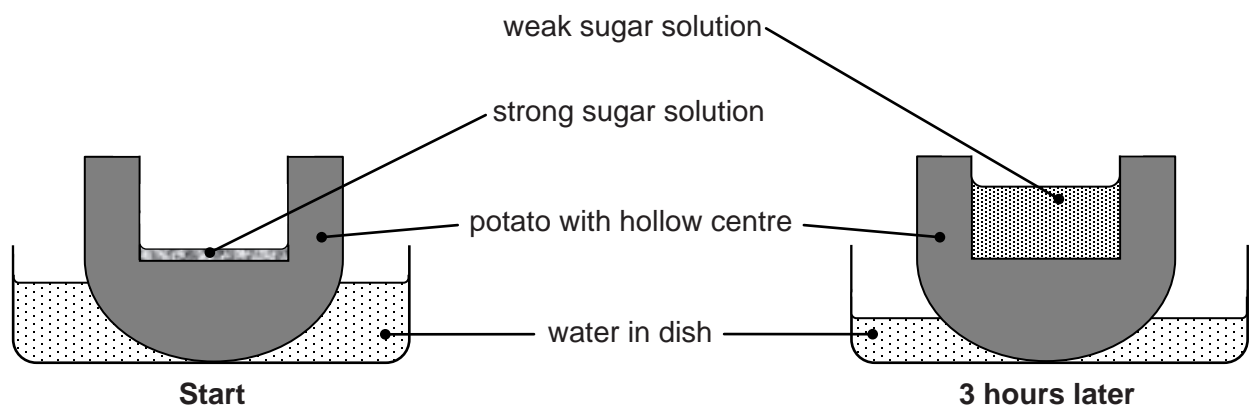 weak sugar solution
strong sugar solution
potato with hollow centre
water in dish
Start
3 hours later